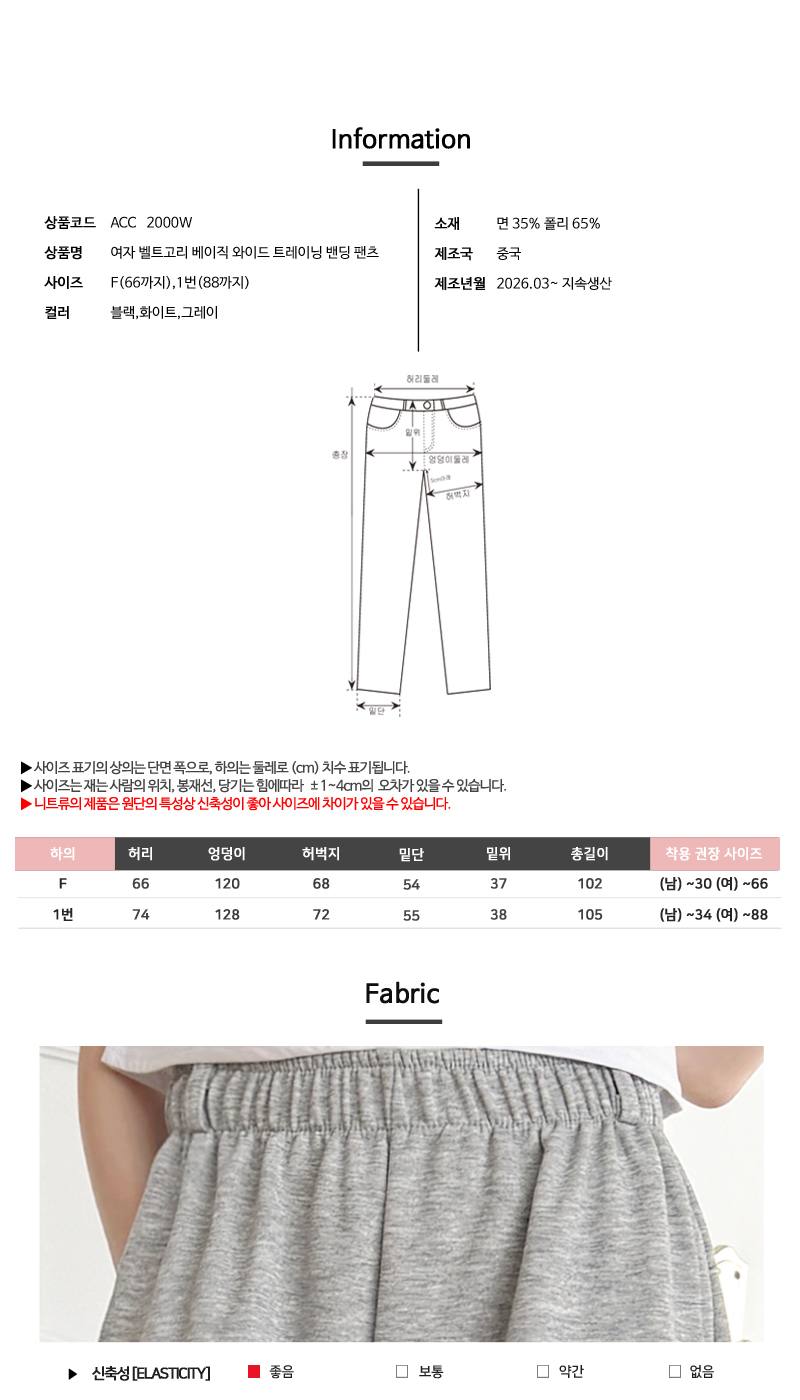 Information
상품코드 ACC 2000W
상품명 여자 벨트고리 베이직 와이드 트레이닝 밴딩 팬츠
사이즈 F(66까지),1번(88까지)
컬러 블랙,화이트,그레이
소재 면 35% 폴리 65%
제조국 중국
제조년월 2026.03~ 지속생산
허리둘레
밑위
총장
엉덩이둘레
5cm아래
허벅지
밑단
▶사이즈 표기의 상의는 단면 폭으로, 하의는 둘레로 (cm) 치수 표기됩니다.
▶사이즈는 재는 사람의 위치, 봉재선, 당기는 힘에따라 ±1~4cm의 오차가 있을 수 있습니다.
▶니트류의 제품은 원단의 특성상 신축성이 좋아 사이즈에 차이가 있을 수 있습니다.
하의 허리 엉덩이 허벅지 밑단 밑위 총길이 착용 권장 사이즈
F 66 120 68 54 37 102 (남) ~30 (여) ~66
1번 74 128 72 55 38 105 (남) ~34 (여) ~88
Fabric
▶ 신축성 [ELASTICITY] 좋음 보통 약간 없음